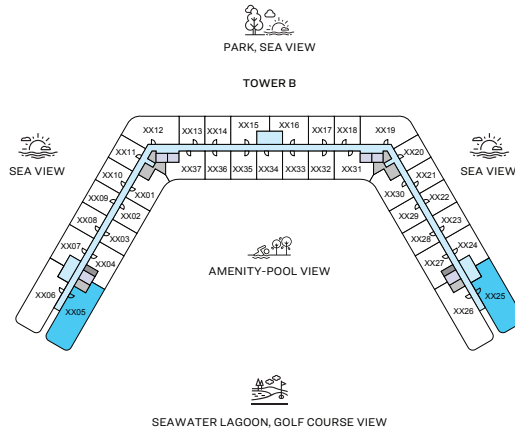 PARK, SEA VIEW
TOWER B
XX12
XX13
XX14
XX15
XX16
XX17
XX18
XX19
XX11
XX37
XX36
XX35
XX34
XX33
XX32
XX31
XX20
SEA VIEW
SEA VIEW
XX10
XX01
XX30
XX21
XX09
XX02
XX29
XX22
XX08
XX03
XX28
XX23
XX07
XX04
XX27
XX24
AMENITY-POOL VIEW
XX06
XX05
XX26
XX25
SEAWATER LAGOON, GOLF COURSE VIEW